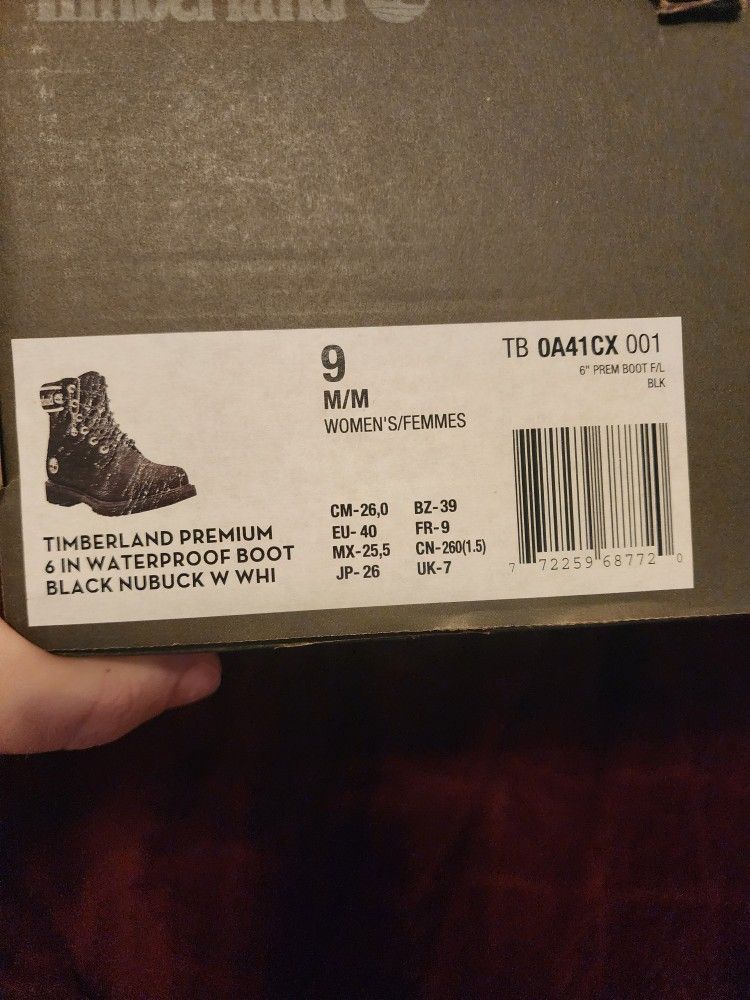 Timberland
9
M/M
WOMEN'S/FEMMES
TB 0A41CX 001
6" PREM BOOT F/L
BLK
TIMBERLAND PREMIUM
6 IN WATERPROOF BOOT
BLACK NUBUCK W WHI
CM-26,0 BZ-39
EU-40 FR-9
MX-25,5 CN-260(1.5)
JP-26 UK-7
7 72259 68772 0